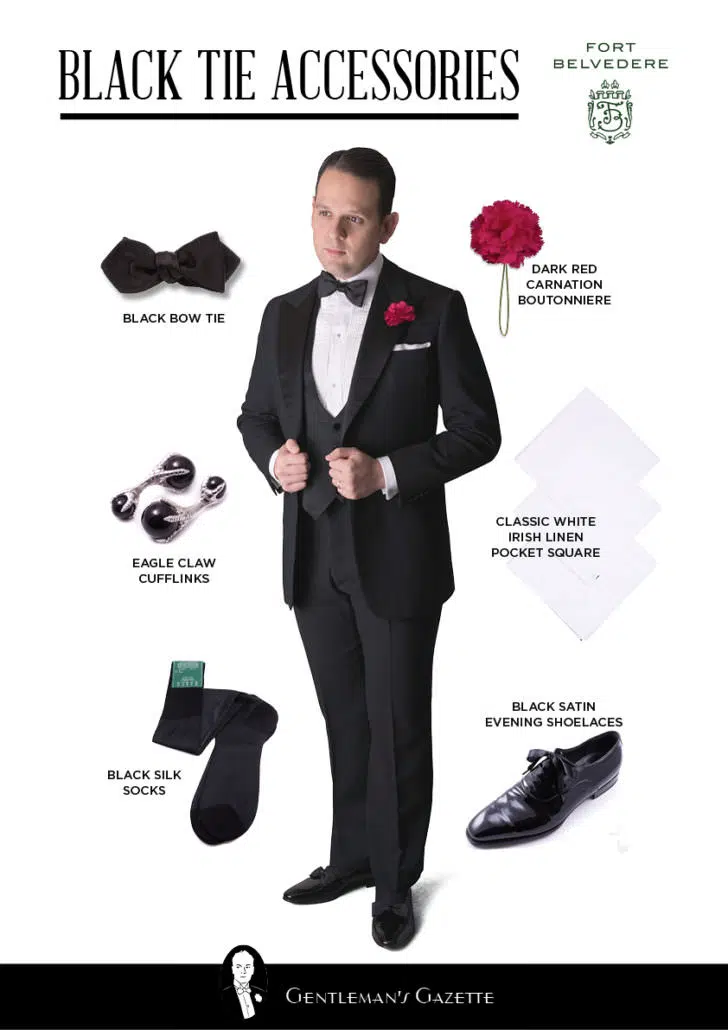 BLACK TIE ACCESSORIES
FORT
BELVEDERE
BLACK BOW TIE
DARK RED
CARNATION
BOUTONNIERE
EAGLE CLAW
CUFFLINKS
CLASSIC WHITE
IRISH LINEN
POCKET SQUARE
BLACK SILK
SOCKS
BLACK SATIN
EVENING SHOELACES
GENTLEMAN'S GAZETTE